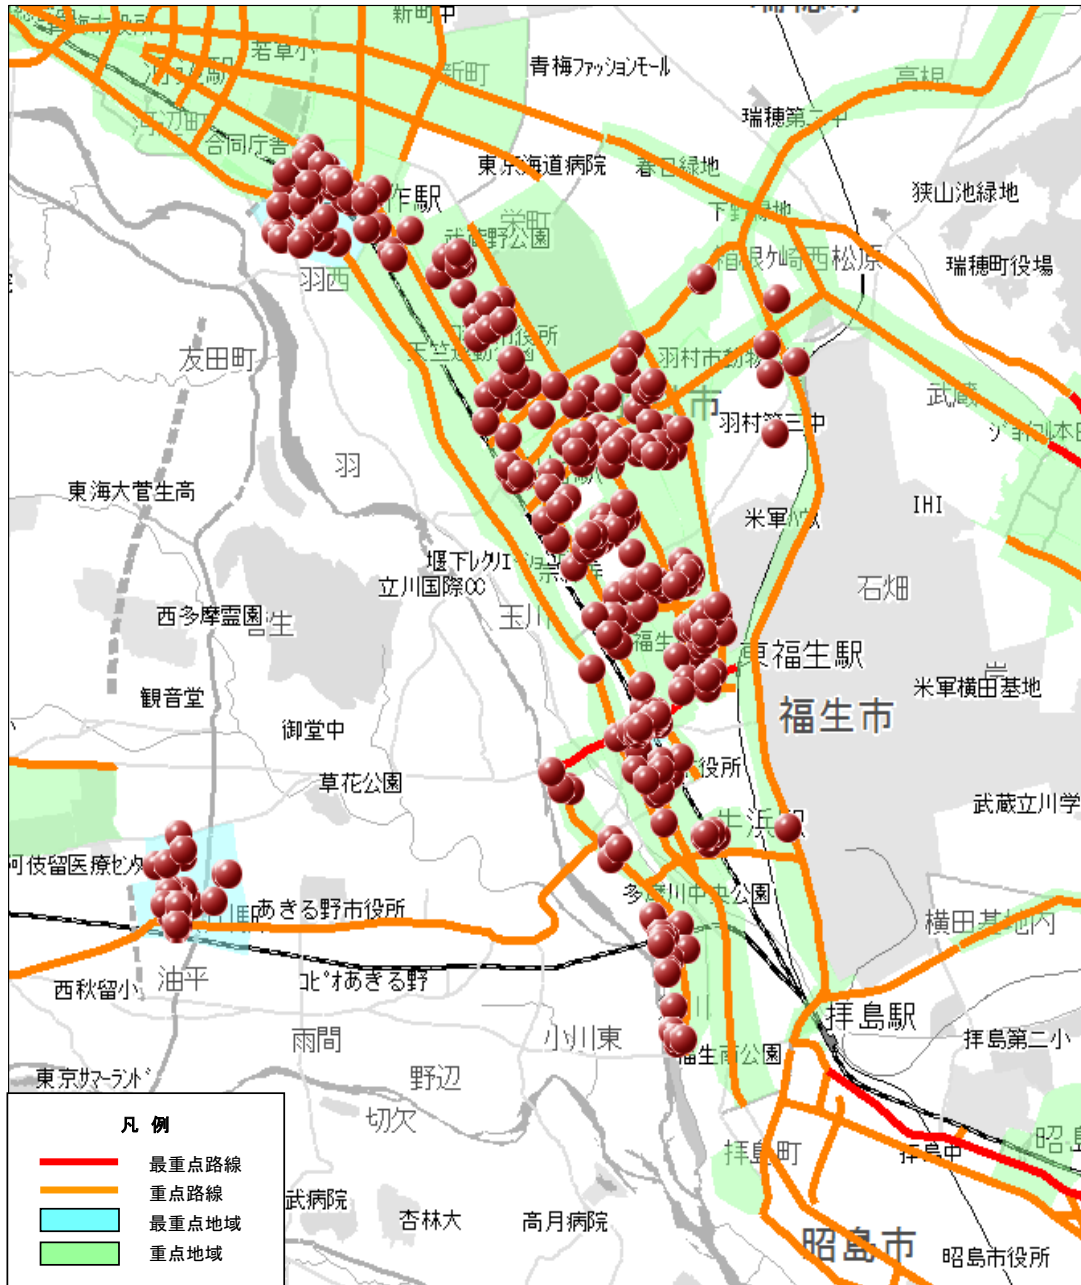 新町中
若草小
新町
青梅ファッションモール
高根
瑞穂第二中
河辺町
合同庁舎
東京海道病院
春日緑地
狭山池緑地
作駅
栄町
武蔵野公園
箱根ケ崎西松原
瑞穂町役場
羽西
友田町
羽村市動物
武蔵
羽村第三中
羽
東海大菅生高
IHI
石畑
堰下レクリエーション
立川国際CC
西多摩霊園
玉川
東福生駅
観音堂
米軍横田基地
福生市
御堂中
草花公園
役所
牛浜駅
武蔵立川学
阿伎留医療センタ
多摩川中央公園
あきる野市役所
横田基地内
油平
西秋留小
コピオあきる野
拝島駅
雨間
小川東
拝島第二小
福生南公園
東京サマーランド
野辺
切欠
凡 例
最重点路線
重点路線
最重点地域
重点地域
拝島町
拝島中
昭島
武病院
杏林大
高月病院
昭島市
昭島市役所